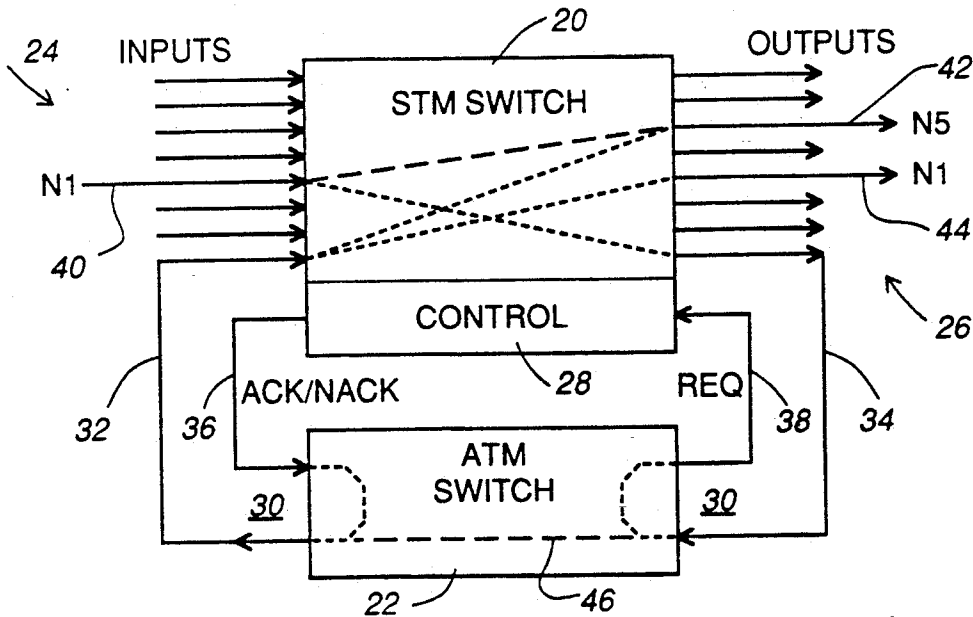 20
24
INPUTS
OUTPUTS
42
STM SWITCH
N5
N1
N1
40
44
CONTROL
26
32
36
ACK/NACK
28
REQ
38
34
ATM
SWITCH
30
30
22
46